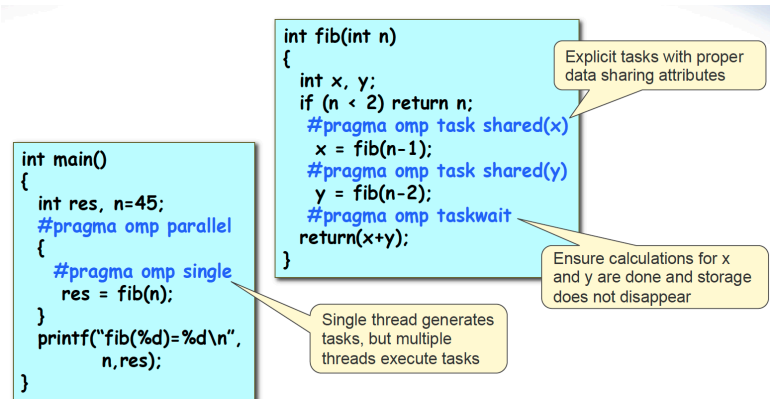 int fib(int n)
{
int x, y;
if (n < 2) return n;
#pragma omp task shared(x)
x = fib(n-1);
#pragma omp task shared(y)
y = fib(n-2);
#pragma omp taskwait
return(x+y);
}
Explicit tasks with proper
data sharing attributes
Ensure calculations for x
and y are done and storage
does not disappear
int main()
{
int res, n=45;
#pragma omp parallel
{
#pragma omp single
res = fib(n);
}
printf(“fib(%d)=%d\n”,
n,res);
}
Single thread generates
tasks, but multiple
threads execute tasks